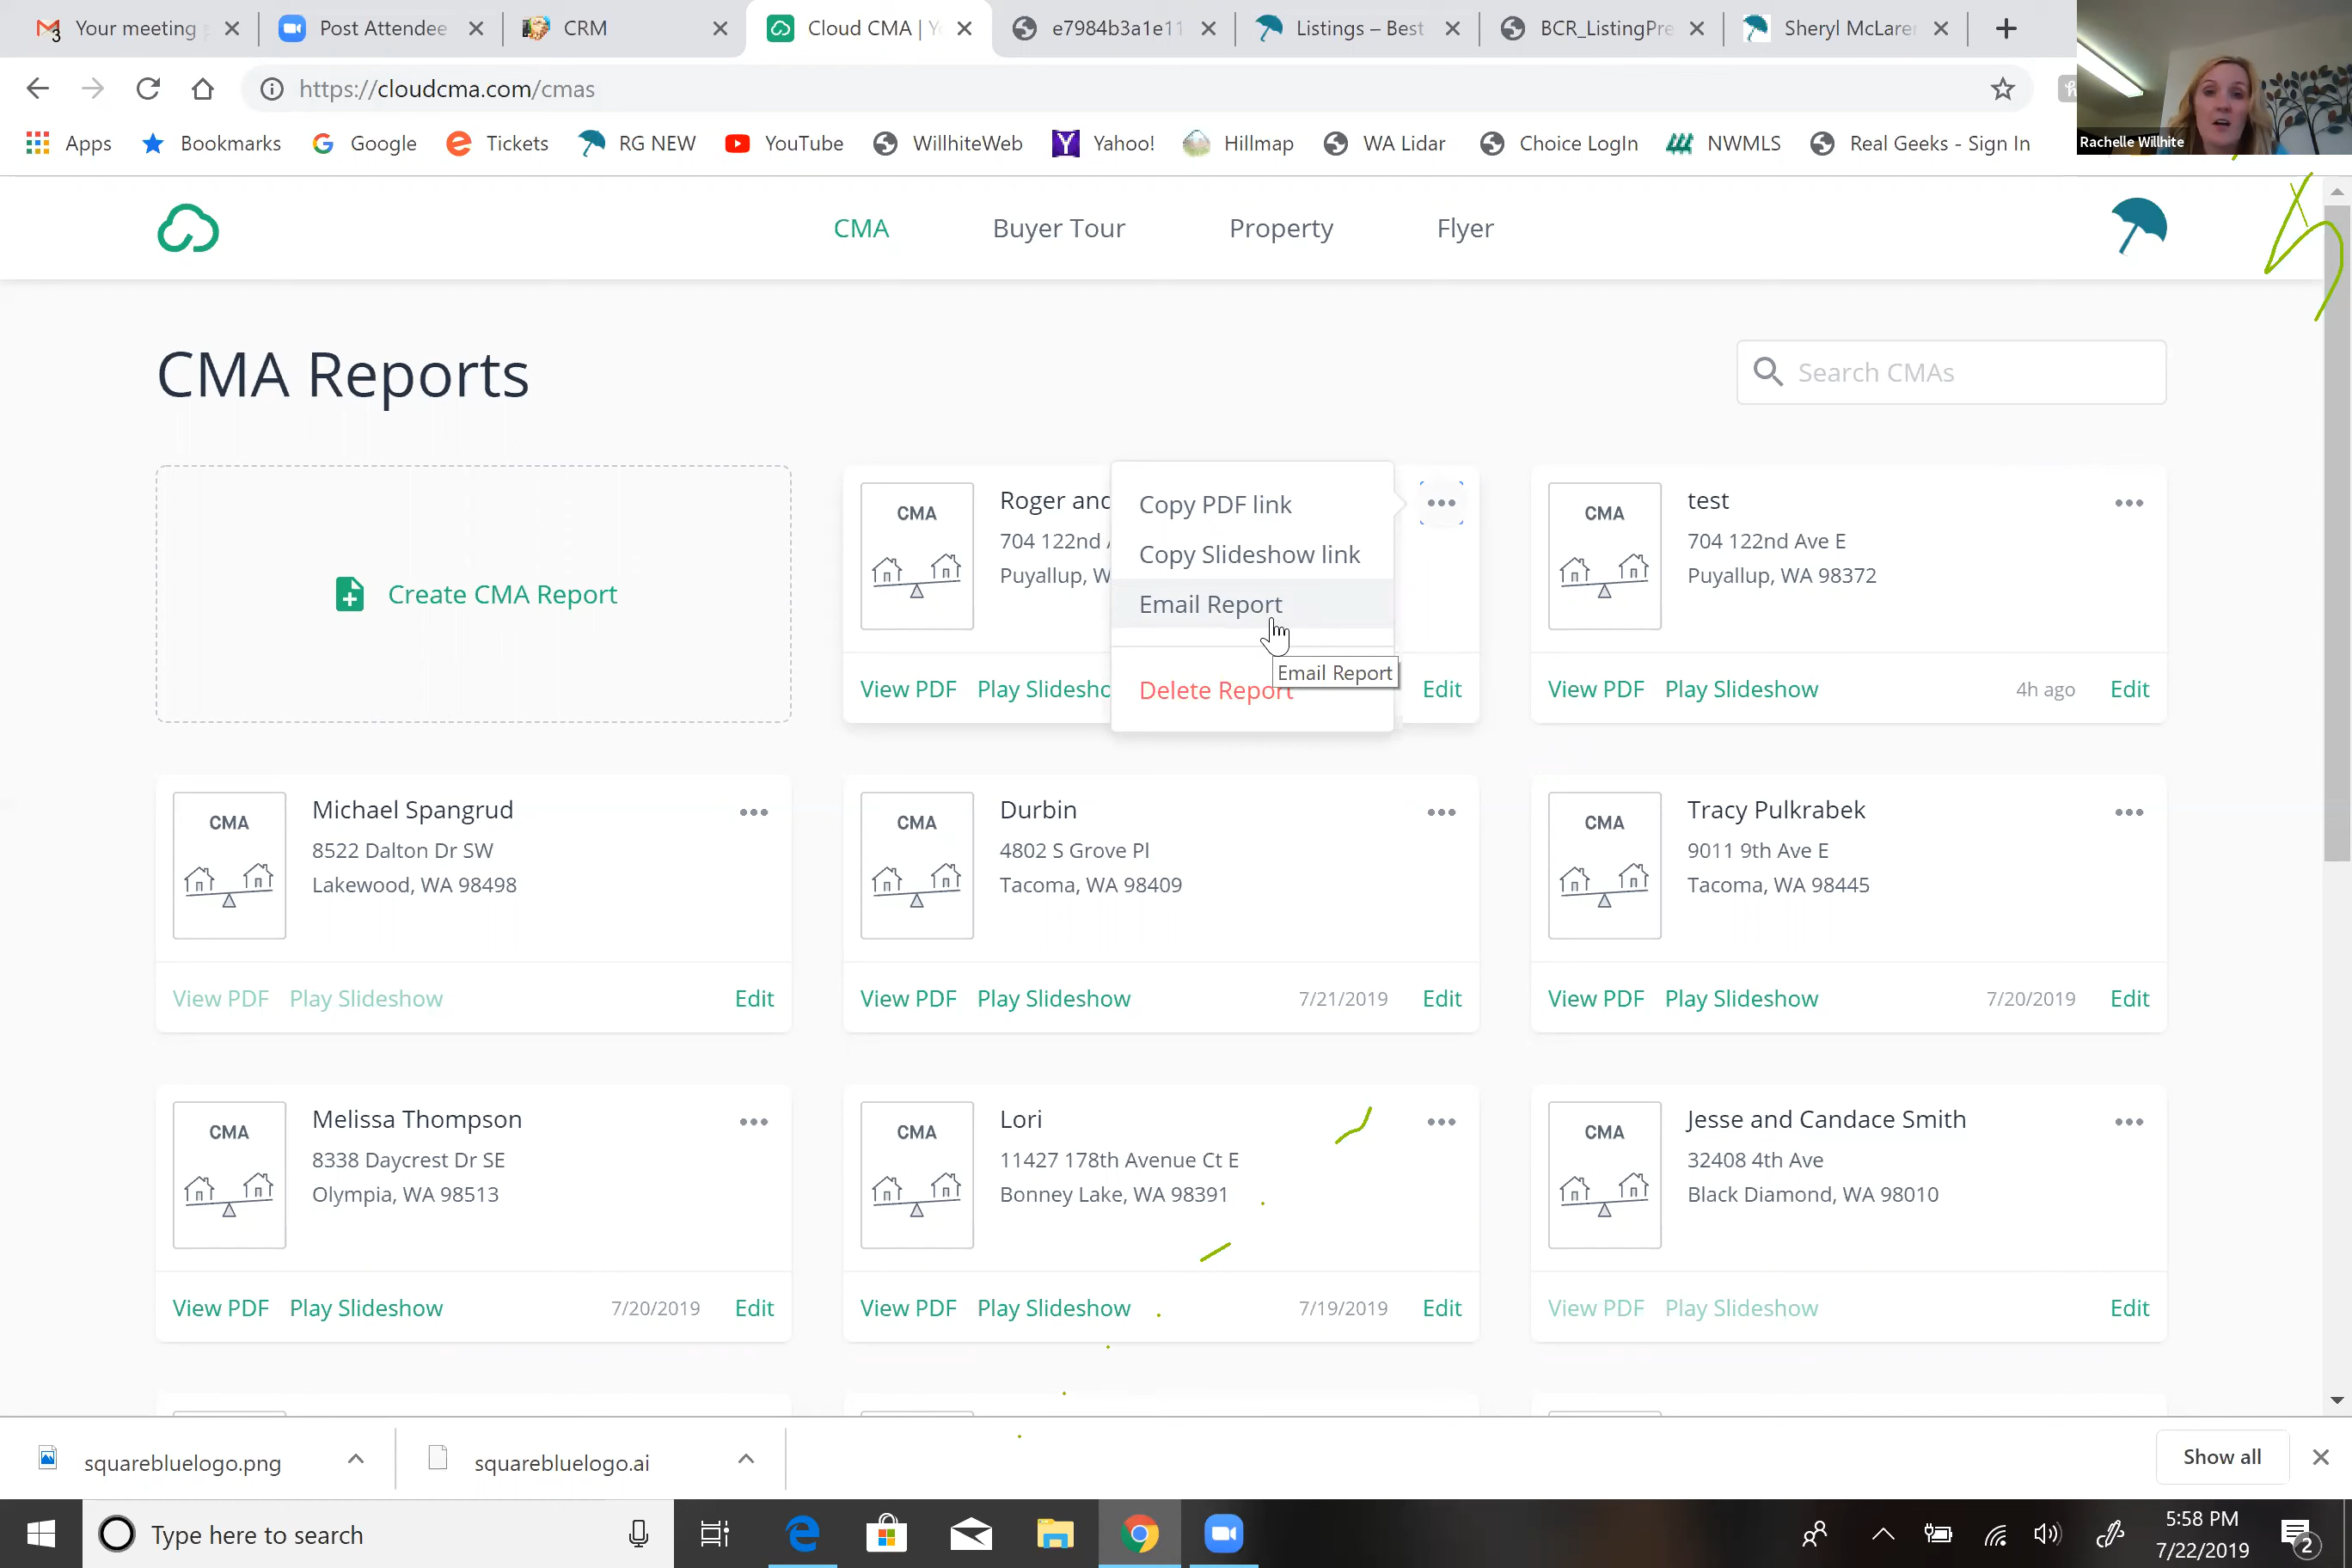 Your meeting
Post Attendee
CRM
Cloud CMA | Y
e7984b3a1e11
Listings – Best
BCR_ListingPre
Sheryl McLarer
https://cloudcma.com/cmas
Apps
Bookmarks
Google
Tickets
RG NEW
YouTube
WillhiteWeb
Yahoo!
Hillmap
WA Lidar
Choice LogIn
NWMLS
Real Geeks - Sign In
Rachelle Willhite
CMA
Buyer Tour
Property
Flyer
CMA Reports
Search CMAs
Create CMA Report
CMA
Roger and
704 122nd
Puyallup, W
View PDF Play Slidesho
Edit
Copy PDF link
Copy Slideshow link
Email Report
Email Report
Delete Report
CMA
test
704 122nd Ave E
Puyallup, WA 98372
View PDF Play Slideshow 4h ago Edit
CMA
Michael Spangrud
8522 Dalton Dr SW
Lakewood, WA 98498
View PDF Play Slideshow Edit
CMA
Durbin
4802 S Grove Pl
Tacoma, WA 98409
View PDF Play Slideshow 7/21/2019 Edit
CMA
Tracy Pulkrabek
9011 9th Ave E
Tacoma, WA 98445
View PDF Play Slideshow 7/20/2019 Edit
CMA
Melissa Thompson
8338 Daycrest Dr SE
Olympia, WA 98513
View PDF Play Slideshow 7/20/2019 Edit
CMA
Lori
11427 178th Avenue Ct E
Bonney Lake, WA 98391
View PDF Play Slideshow 7/19/2019 Edit
CMA
Jesse and Candace Smith
32408 4th Ave
Black Diamond, WA 98010
View PDF Play Slideshow Edit
squarebluelogo.png
squarebluelogo.ai
Show all
Type here to search
5:58 PM
7/22/2019
2